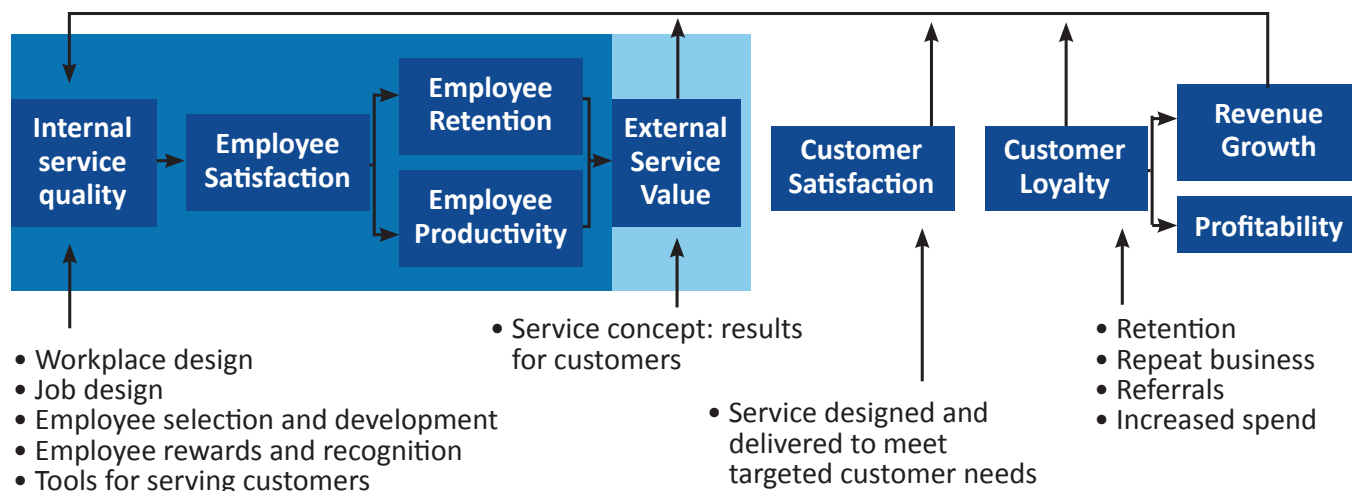 Internal
service
quality
Employee
Satisfaction
Employee
Retention
Employee
Productivity
External
Service
Value
Customer
Satisfaction
Customer
Loyalty
Revenue
Growth
Profitability
• Workplace design
• Job design
• Employee selection and development
• Employee rewards and recognition
• Tools for serving customers
• Service concept: results
for customers
• Service designed and
delivered to meet
targeted customer needs
• Retention
• Repeat business
• Referrals
• Increased spend